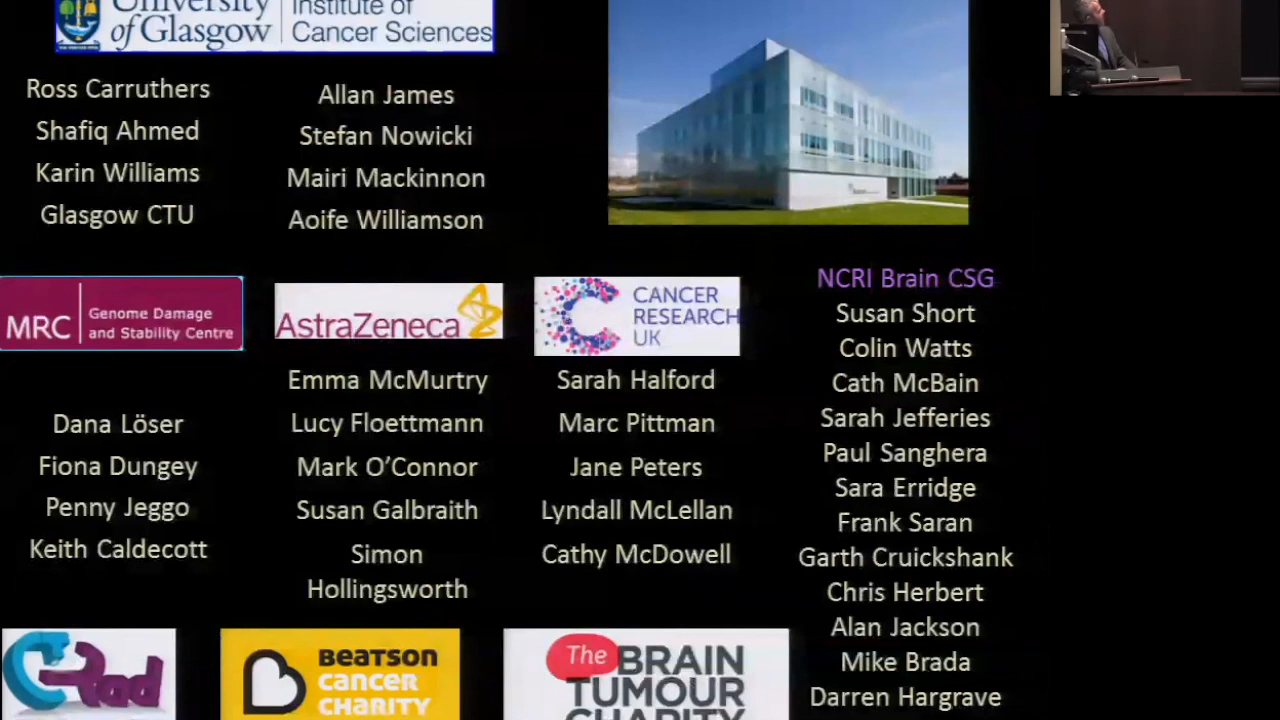 University
of Glasgow
Institute of
Cancer Sciences
Ross Carruthers
Shafiq Ahmed
Karin Williams
Glasgow CTU
Allan James
Stefan Nowicki
Mairi Mackinnon
Aoife Williamson
MRC
Genome Damage
and Stability Centre
Dana Löser
Fiona Dungey
Penny Jeggo
Keith Caldecott
AstraZeneca
Emma McMurtry
Lucy Floettmann
Mark O'Connor
Susan Galbraith
Simon
Hollingsworth
CANCER
RESEARCH
UK
Sarah Halford
Marc Pittman
Jane Peters
Lyndall McLellan
Cathy McDowell
NCRI Brain CSG
Susan Short
Colin Watts
Cath McBain
Sarah Jefferies
Paul Sanghera
Sara Erridge
Frank Saran
Garth Cruickshank
Chris Herbert
Alan Jackson
Mike Brada
Darren Hargrave
CTRad
BEATSON
CANCER
CHARITY
The BRAIN
TUMOUR
CHARITY